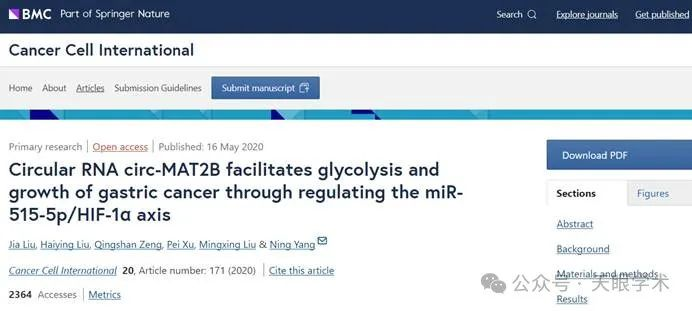 BMC Part of Springer Nature
Search Explore journals Get published
Cancer Cell International
Home About Articles Submission Guidelines Submit manuscript
Primary research Open access Published: 16 May 2020
Circular RNA circ-MAT2B facilitates glycolysis and
growth of gastric cancer through regulating the miR-
515-5p/HIF-1α axis
Jia Liu, Haiying Liu, Qingshan Zeng, Pei Xu, Mingxing Liu & Ning Yang
Cancer Cell International 20, Article number: 171 (2020) Cite this article
2364 Accesses Metrics
Download PDF
Sections Figures
Abstract
Background
Materials and methods
Results
公众号 · 天眼学术